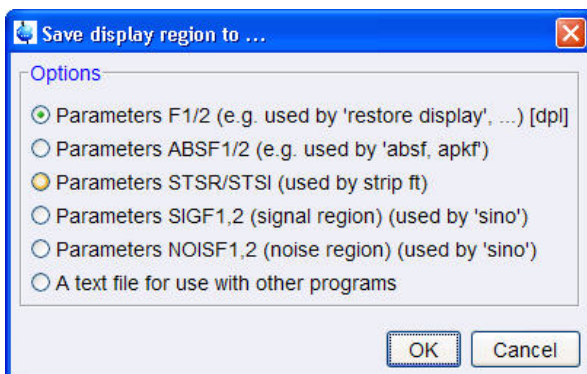 Save display region to ...
Options
Parameters F1/2 (e.g. used by 'restore display', ...) [dpl]
Parameters ABSF1/2 (e.g. used by 'absf, apkf')
Parameters STSR/STSI (used by strip ft)
Parameters SIGF1,2 (signal region) (used by 'sino')
Parameters NOISF1,2 (noise region) (used by 'sino')
A text file for use with other programs
OK Cancel